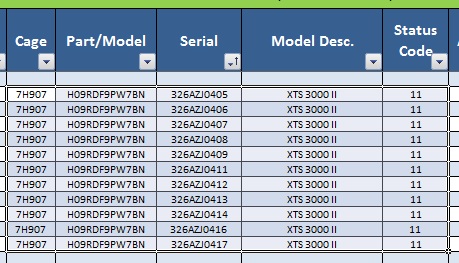 Cage Part/Model Serial Model Desc. Status Code
7H907 H09RDF9PW7BN 326AZJ0405 XTS 3000 II 11
7H907 H09RDF9PW7BN 326AZJ0406 XTS 3000 II 11
7H907 H09RDF9PW7BN 326AZJ0407 XTS 3000 II 11
7H907 H09RDF9PW7BN 326AZJ0408 XTS 3000 II 11
7H907 H09RDF9PW7BN 326AZJ0409 XTS 3000 II 11
7H907 H09RDF9PW7BN 326AZJ0411 XTS 3000 II 11
7H907 H09RDF9PW7BN 326AZJ0412 XTS 3000 II 11
7H907 H09RDF9PW7BN 326AZJ0413 XTS 3000 II 11
7H907 H09RDF9PW7BN 326AZJ0414 XTS 3000 II 11
7H907 H09RDF9PW7BN 326AZJ0416 XTS 3000 II 11
7H907 H09RDF9PW7BN 326AZJ0417 XTS 3000 II 11